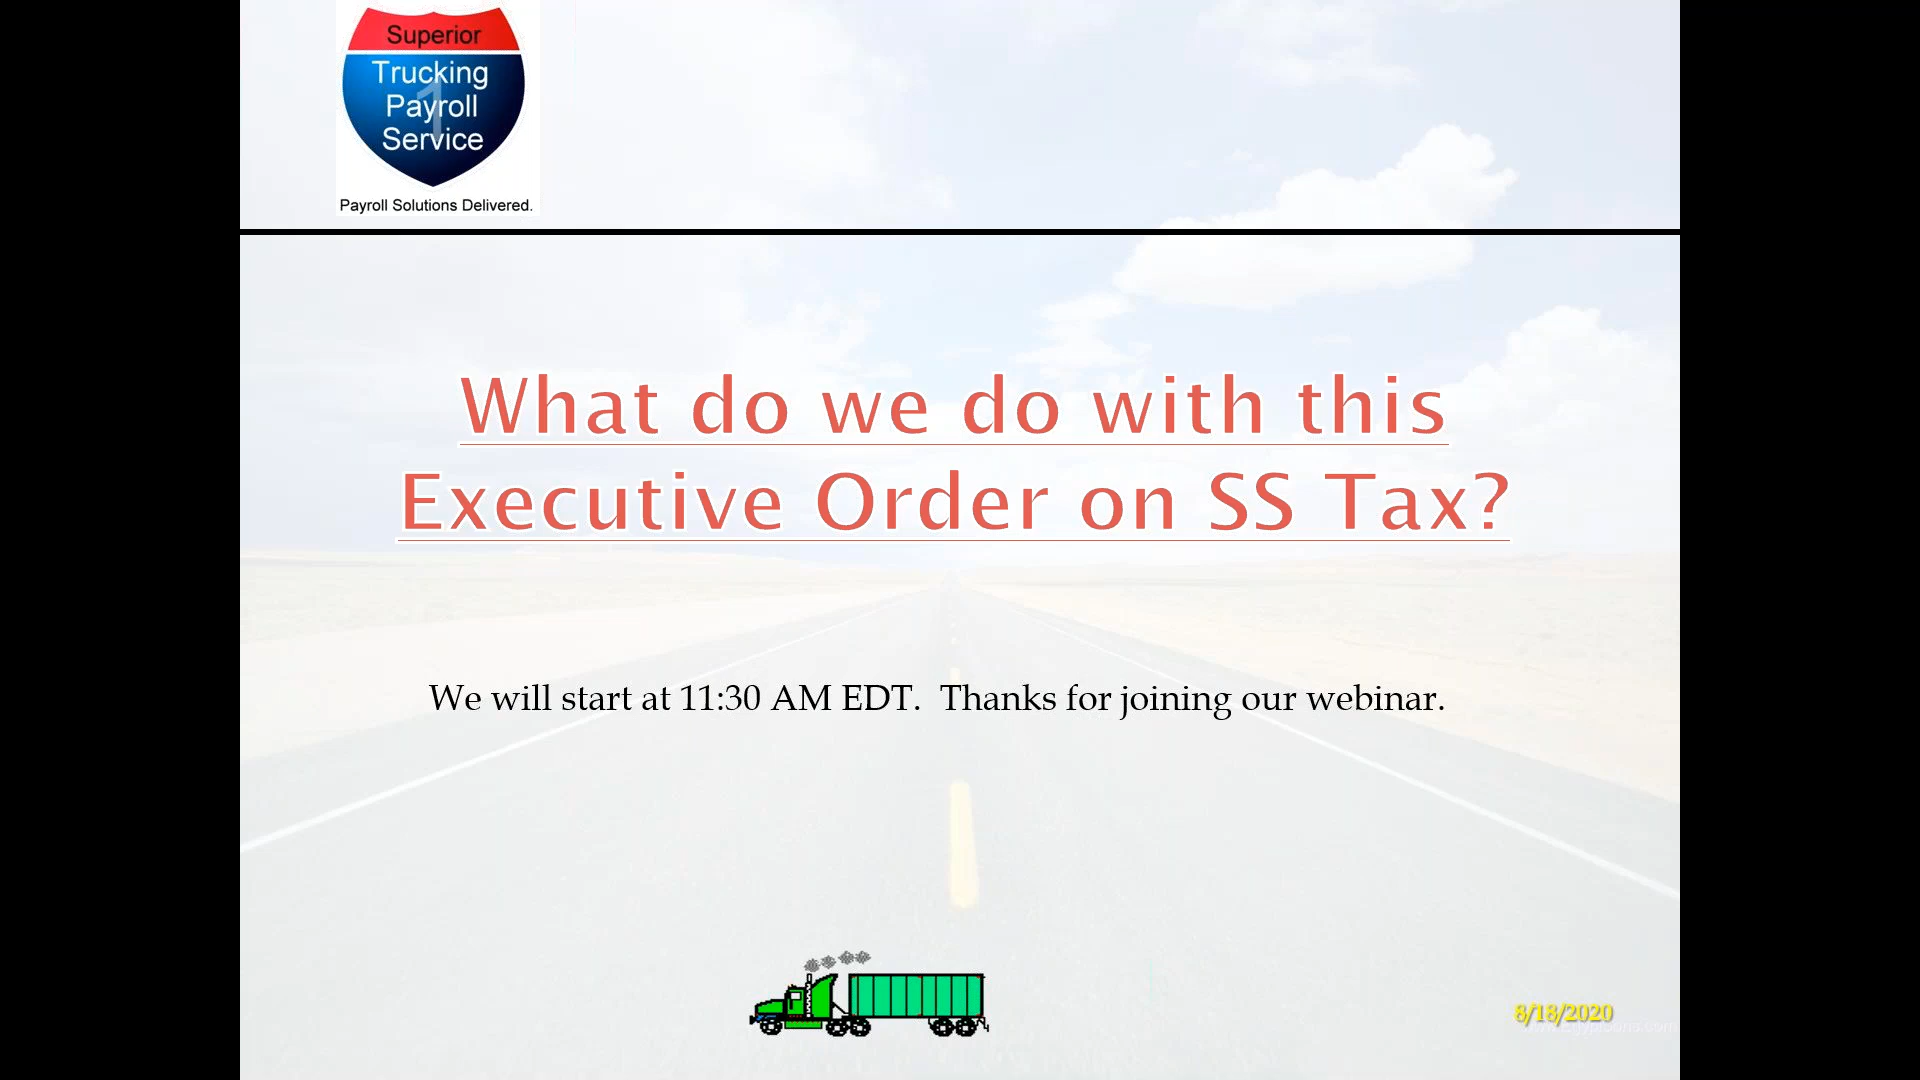 Superior
Trucking
Payroll
Service
Payroll Solutions Delivered.
What do we do with this
Executive Order on SS Tax?
We will start at 11:30 AM EDT.  Thanks for joining our webinar.
8/18/2020